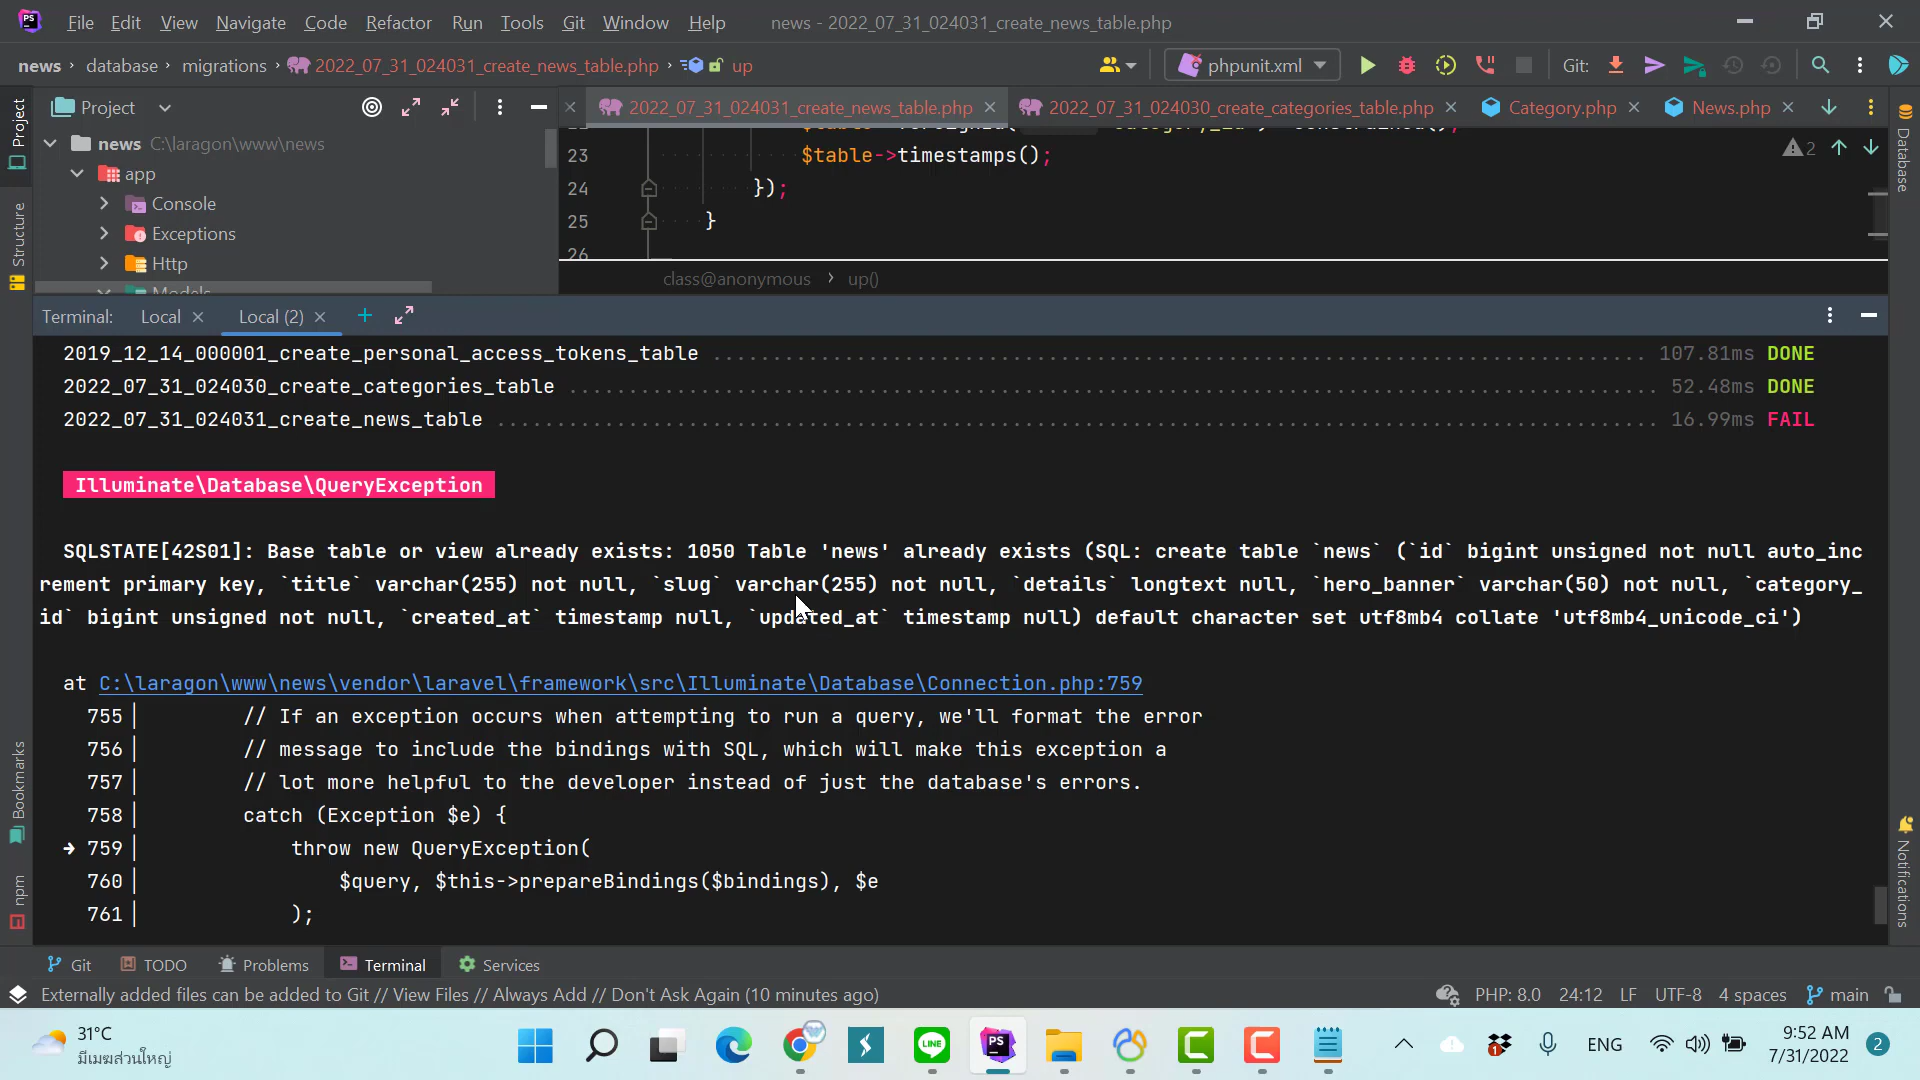 File Edit View Navigate Code Refactor Run Tools Git Window Help news - 2022_07_31_024031_create_news_table.php
news database migrations 2022_07_31_024031_create_news_table.php up phpunit.xml Git:
Project 2022_07_31_024031_create_news_table.php 2022_07_31_024030_create_categories_table.php Category.php News.php
news C:\laragon\www\news
app
Console
Exceptions
Http
Models
23 $table->timestamps();
24 });
25 }
26
2
class@anonymous › up()
Project
Structure
Bookmarks
npm
Database
Notifications
Terminal: Local Local (2)
2019_12_14_000001_create_personal_access_tokens_table 107.81ms DONE
2022_07_31_024030_create_categories_table 52.48ms DONE
2022_07_31_024031_create_news_table 16.99ms FAIL
Illuminate\Database\QueryException
SQLSTATE[42S01]: Base table or view already exists: 1050 Table 'news' already exists (SQL: create table `news` (`id` bigint unsigned not null auto_inc
rement primary key, `title` varchar(255) not null, `slug` varchar(255) not null, `details` longtext null, `hero_banner` varchar(50) not null, `category_
id` bigint unsigned not null, `created_at` timestamp null, `updated_at` timestamp null) default character set utf8mb4 collate 'utf8mb4_unicode_ci')
at C:\laragon\www\news\vendor\laravel\framework\src\Illuminate\Database\Connection.php:759
755 // If an exception occurs when attempting to run a query, we'll format the error
756 // message to include the bindings with SQL, which will make this exception a
757 // lot more helpful to the developer instead of just the database's errors.
758 catch (Exception $e) {
➜ 759 throw new QueryException(
760 $query, $this->prepareBindings($bindings), $e
761 );
Git TODO Problems Terminal Services
Externally added files can be added to Git // View Files // Always Add // Don't Ask Again (10 minutes ago) PHP: 8.0 24:12 LF UTF-8 4 spaces main
31°C
มีเมฆส่วนใหญ่
LINE
PS
ENG
9:52 AM
7/31/2022
2